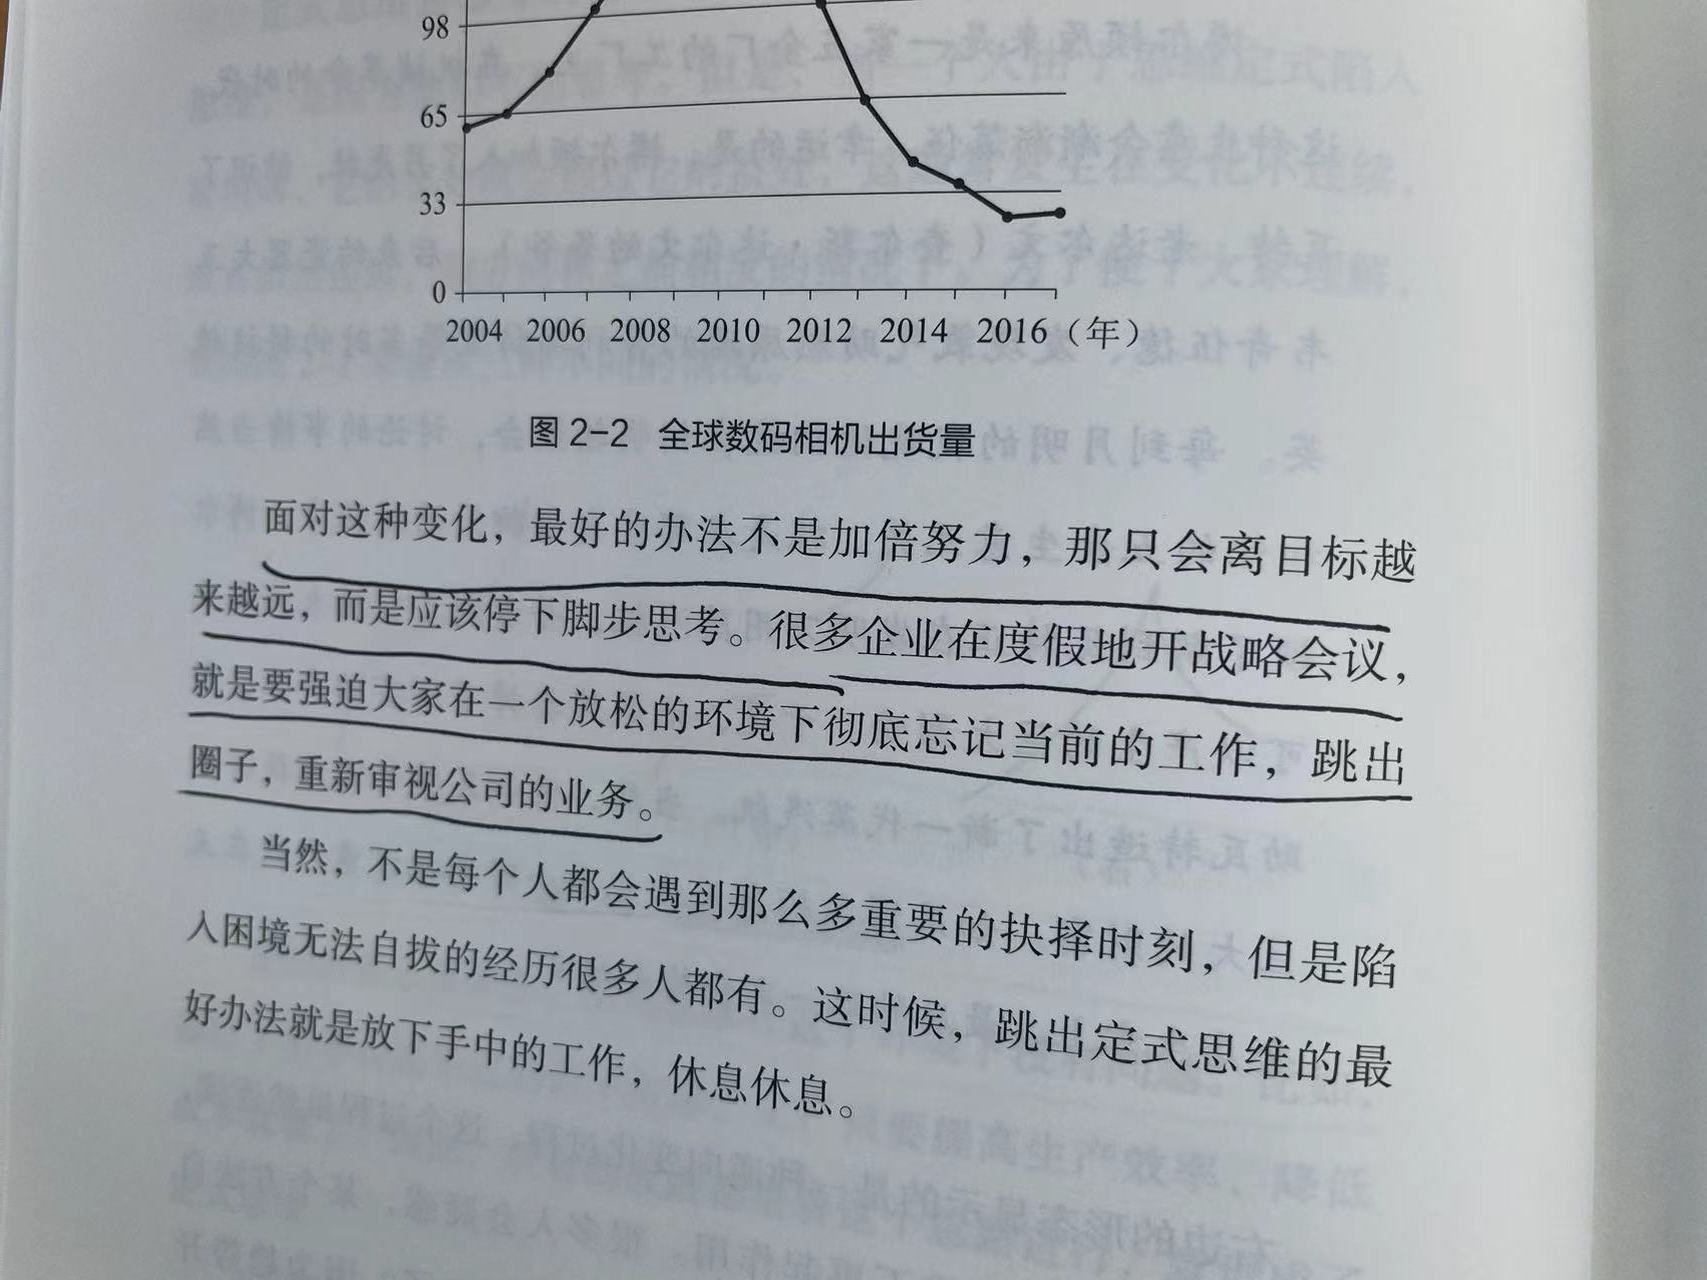 98
65
33
0
2004 2006 2008 2010 2012 2014 2016（年）
图 2-2 全球数码相机出货量
面对这种变化，最好的办法不是加倍努力，那只会离目标越
来越远，而是应该停下脚步思考。很多企业在度假地开战略会议，
就是要强迫大家在一个放松的环境下彻底忘记当前的工作，跳出
圈子，重新审视公司的业务。
当然，不是每个人都会遇到那么多重要的抉择时刻，但是陷
入困境无法自拔的经历很多人都有。这时候，跳出定式思维的最
好办法就是放下手中的工作，休息休息。